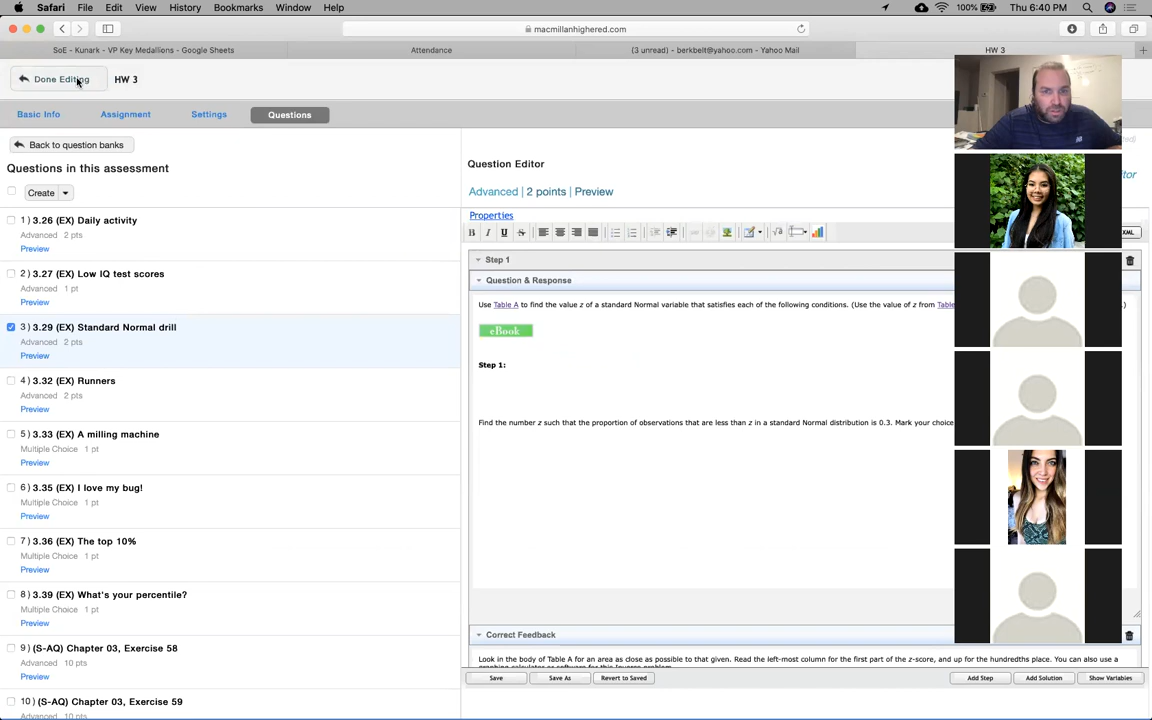 Safari File Edit View History Bookmarks Window Help 100% Thu 6:40 PM
macmillanhighered.com
SoE - Kunark - VP Key Medallions - Google Sheets Attendance (3 unread) - berkbelt@yahoo.com - Yahoo Mail HW 3
Done Editing HW 3
Basic Info Assignment Settings Questions
Back to question banks
Questions in this assessment
Create
1) 3.26 (EX) Daily activity
Advanced 2 pts
Preview
2) 3.27 (EX) Low IQ test scores
Advanced 1 pt
Preview
3) 3.29 (EX) Standard Normal drill
Advanced 2 pts
Preview
4) 3.32 (EX) Runners
Advanced 2 pts
Preview
5) 3.33 (EX) A milling machine
Multiple Choice 1 pt
Preview
6) 3.35 (EX) I love my bug!
Multiple Choice 1 pt
Preview
7) 3.36 (EX) The top 10%
Multiple Choice 1 pt
Preview
8) 3.39 (EX) What's your percentile?
Multiple Choice 1 pt
Preview
9) (S-AQ) Chapter 03, Exercise 58
Advanced 10 pts
Preview
10) (S-AQ) Chapter 03, Exercise 59
Advanced 10 pts
Question Editor
Advanced | 2 points | Preview
Properties
B I U S XML
Step 1
Question & Response
Use Table A to find the value z of a standard Normal variable that satisfies each of the following conditions. (Use the value of z from Table
eBook
Step 1:
Find the number z such that the proportion of observations that are less than z in a standard Normal distribution is 0.3. Mark your choice
Correct Feedback
Look in the body of Table A for an area as close as possible to that given. Read the left-most column for the first part of the z-score, and up for the hundredths place. You can also use a
Save Save As Revert to Saved Add Step Add Solution Show Variables